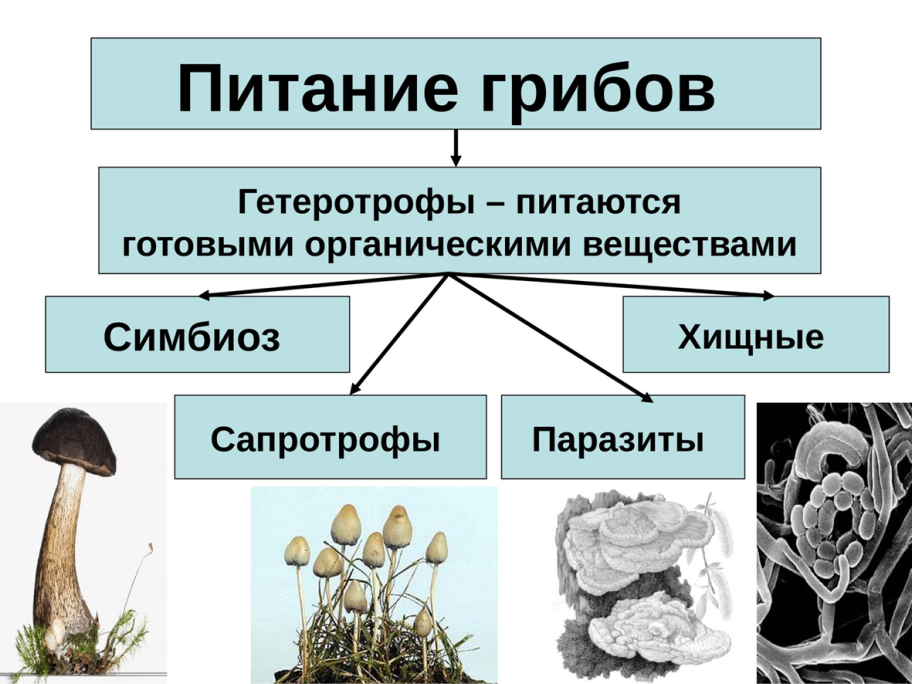 Питание грибов
Гетеротрофы – питаются
готовыми органическими веществами
Симбиоз
Хищные
Сапротрофы
Паразиты